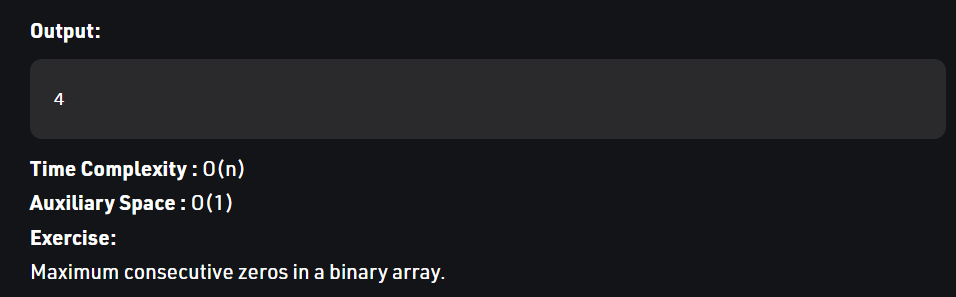 Output:
4
Time Complexity : O(n)
Auxiliary Space : O(1)
Exercise:
Maximum consecutive zeros in a binary array.